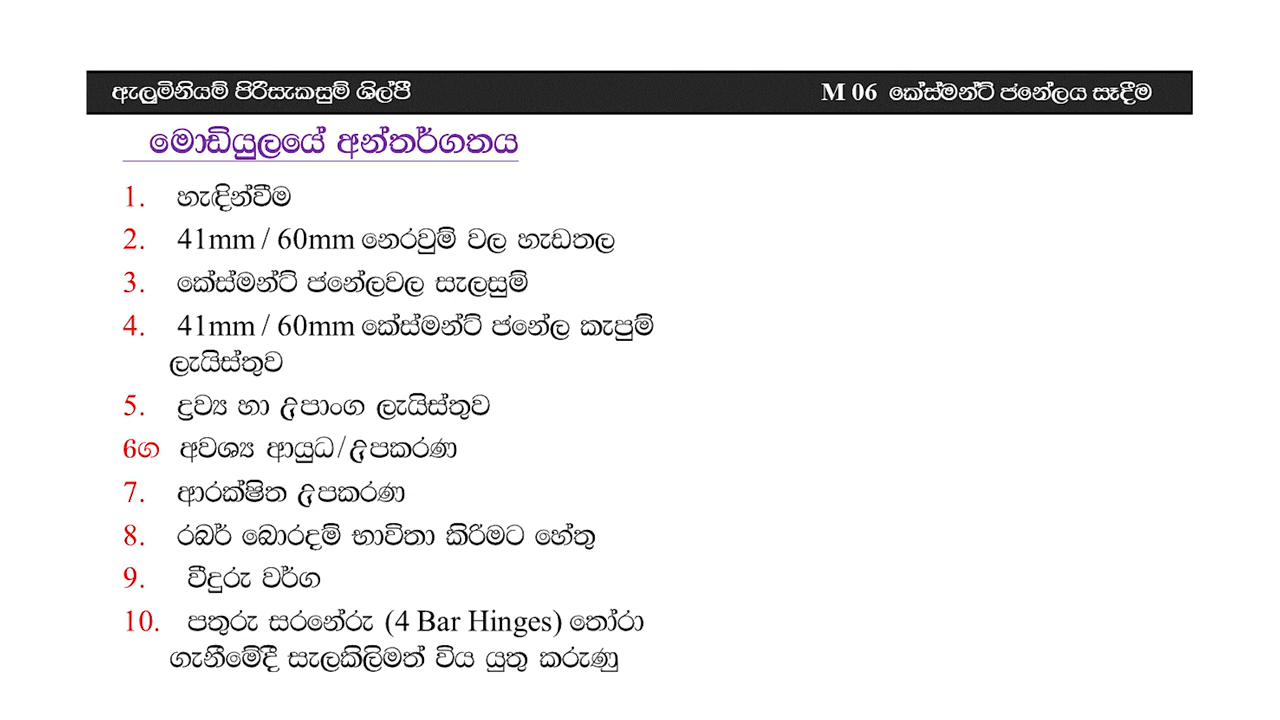 ඇලුමිනියම් පිරිසැකසුම් ශිල්පී M 06 කේස්මන්ට් ජනේලය සෑදීම
මොඩියුලයේ අන්තර්ගතය
1. හැඳින්වීම
2. 41mm / 60mm නෙරවුම් වල හැඩතල
3. කේස්මන්ට් ජනේලවල සැලසුම්
4. 41mm / 60mm කේස්මන්ට් ජනේල කැපුම්
ලැයිස්තුව
5. ද්‍රව්‍ය හා උපාංග ලැයිස්තුව
6ග අවශ්‍ය ආයුධ/උපකරණ
7. ආරක්ෂිත උපකරණ
8. රබර් බොරදම් භාවිතා කිරිමට හේතු
9. වීදුරු වර්ග
10. පතුරු සරනේරු (4 Bar Hinges) තෝරා
ගැනීමේදී සැලකිලිමත් විය යුතු කරුණු